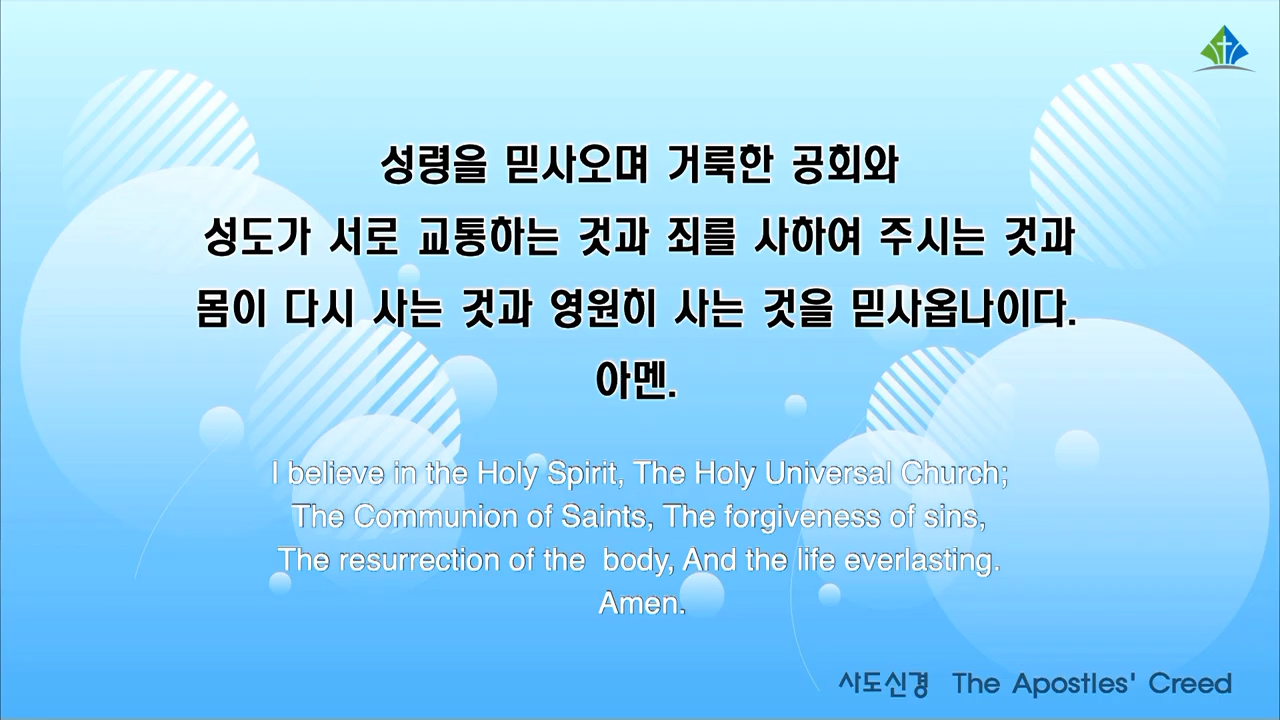 성령을 믿사오며 거룩한 공회와
성도가 서로 교통하는 것과 죄를 사하여 주시는 것과
몸이 다시 사는 것과 영원히 사는 것을 믿사옵나이다.
아멘.
I believe in the Holy Spirit, The Holy Universal Church;
The Communion of Saints, The forgiveness of sins,
The resurrection of the  body, And the life everlasting.
Amen.
사도신경  The Apostles' Creed